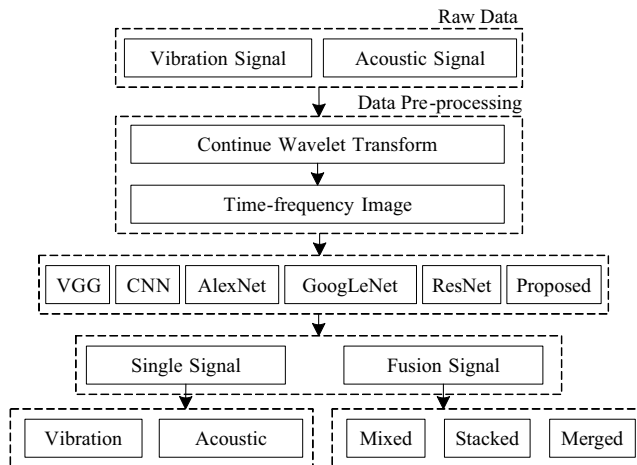 Raw Data
Vibration Signal
Acoustic Signal
Data Pre-processing
Continue Wavelet Transform
Time-frequency Image
VGG
CNN
AlexNet
GoogLeNet
ResNet
Proposed
Single Signal
Fusion Signal
Vibration
Acoustic
Mixed
Stacked
Merged